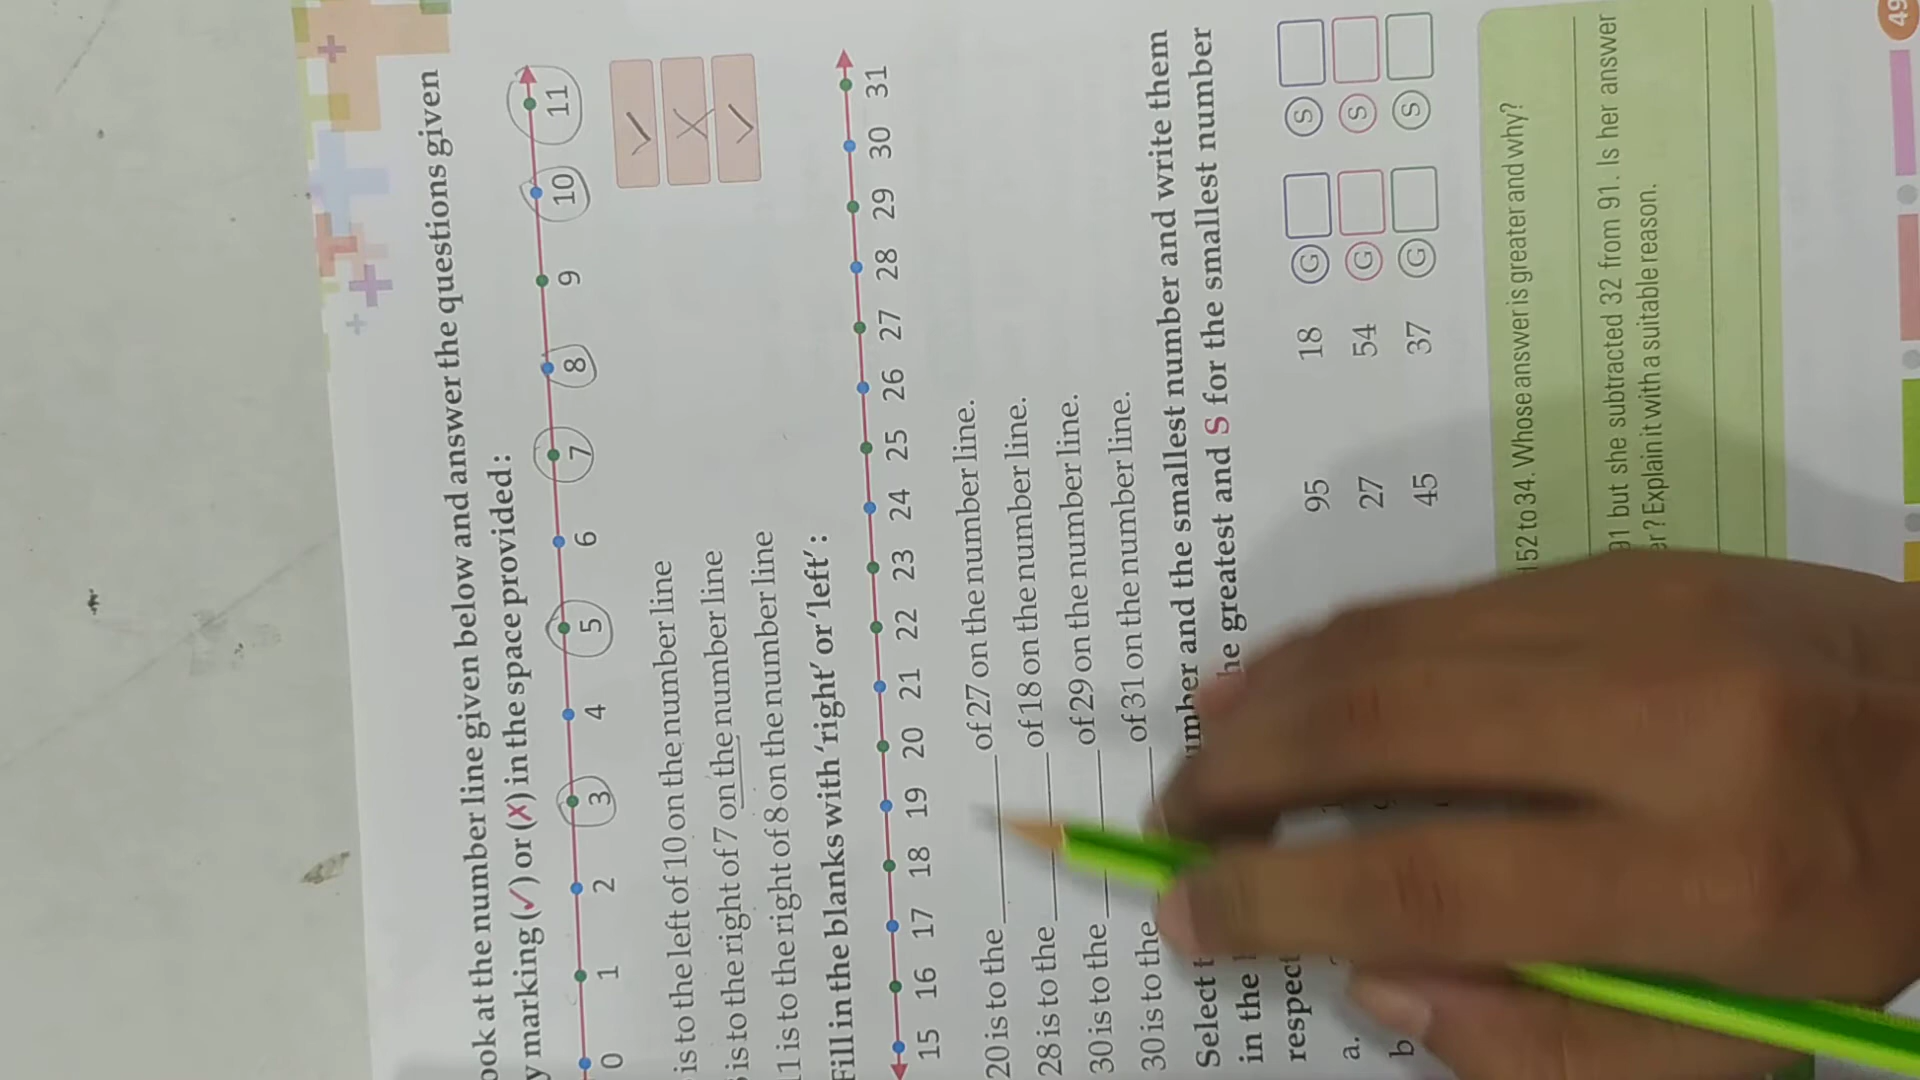 ook at the number line given below and answer the questions given
y marking (✓) or (✗) in the space provided:
0 1 2 3 4 5 6 7 8 9 10 11
is to the left of 10 on the number line ✓
is to the right of 7 on the number line ✗
11 is to the right of 8 on the number line ✓
Fill in the blanks with 'right' or 'left':
15 16 17 18 19 20 21 22 23 24 25 26 27 28 29 30 31
20 is to the ________ of 27 on the number line.
28 is to the ________ of 18 on the number line.
30 is to the ________ of 29 on the number line.
30 is to the ________ of 31 on the number line.
Select umber and the smallest number and write them
in the he greatest and S for the smallest number
respect
a. 95 18 G S
b 27 54 G S
45 37 G S
52 to 34. Whose answer is greater and why?
91 but she subtracted 32 from 91. Is her answer
er? Explain it with a suitable reason.
49